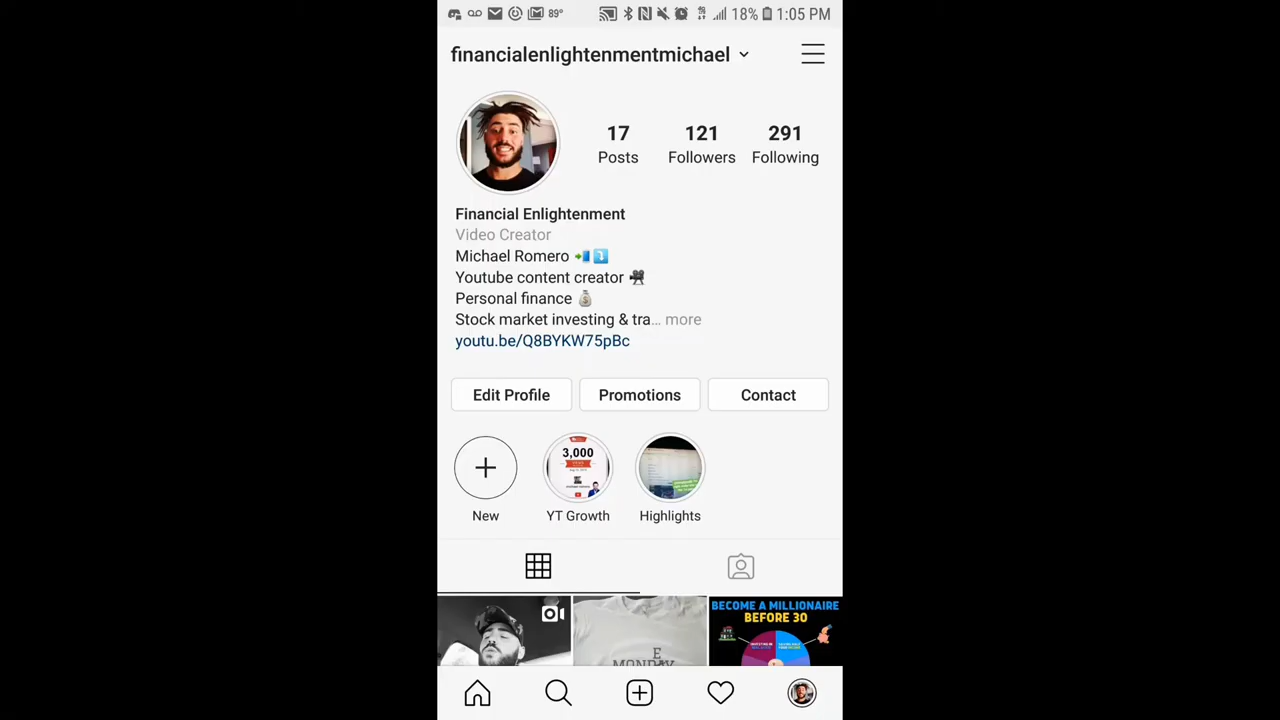 89° 18% 1:05 PM
financialenlightenmentmichael
17 121 291
Posts Followers Following
Financial Enlightenment
Video Creator
Michael Romero
Youtube content creator
Personal finance
Stock market investing & tra... more
youtu.be/Q8BYKW75pBc
Edit Profile Promotions Contact
3,000
New YT Growth Highlights
BECOME A MILLIONAIRE
BEFORE 30
E
MONDAY